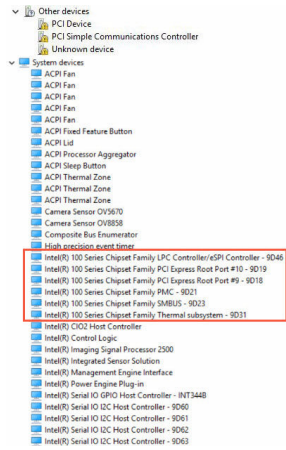 Other devices
PCI Device
PCI Simple Communications Controller
Unknown device
System devices
ACPI Fan
ACPI Fan
ACPI Fan
ACPI Fan
ACPI Fan
ACPI Fixed Feature Button
ACPI Lid
ACPI Processor Aggregator
ACPI Sleep Button
ACPI Thermal Zone
ACPI Thermal Zone
ACPI Thermal Zone
Camera Sensor OV5670
Camera Sensor OV8858
Composite Bus Enumerator
High precision event timer
Intel(R) 100 Series Chipset Family LPC Controller/eSPI Controller - 9D46
Intel(R) 100 Series Chipset Family PCI Express Root Port #10 - 9D19
Intel(R) 100 Series Chipset Family PCI Express Root Port #9 - 9D18
Intel(R) 100 Series Chipset Family PMC - 9D21
Intel(R) 100 Series Chipset Family SMBUS - 9D23
Intel(R) 100 Series Chipset Family Thermal subsystem - 9D31
Intel(R) CIO2 Host Controller
Intel(R) Control Logic
Intel(R) Imaging Signal Processor 2500
Intel(R) Integrated Sensor Solution
Intel(R) Management Engine Interface
Intel(R) Power Engine Plug-in
Intel(R) Serial IO GPIO Host Controller - INT344B
Intel(R) Serial IO I2C Host Controller - 9D60
Intel(R) Serial IO I2C Host Controller - 9D61
Intel(R) Serial IO I2C Host Controller - 9D62
Intel(R) Serial IO I2C Host Controller - 9D63